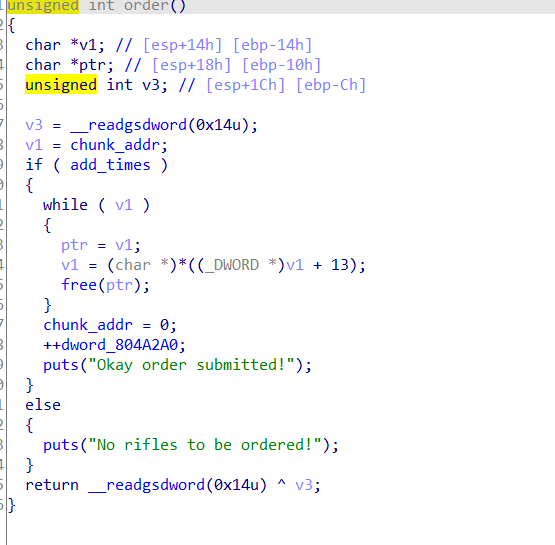 unsigned int order()
{
char *v1; // [esp+14h] [ebp-14h]
char *ptr; // [esp+18h] [ebp-10h]
unsigned int v3; // [esp+1Ch] [ebp-Ch]
v3 = __readgsdword(0x14u);
v1 = chunk_addr;
if ( add_times )
{
while ( v1 )
{
ptr = v1;
v1 = (char *)*((_DWORD *)v1 + 13);
free(ptr);
}
chunk_addr = 0;
++dword_804A2A0;
puts("Okay order submitted!");
}
else
{
puts("No rifles to be ordered!");
}
return __readgsdword(0x14u) ^ v3;
}